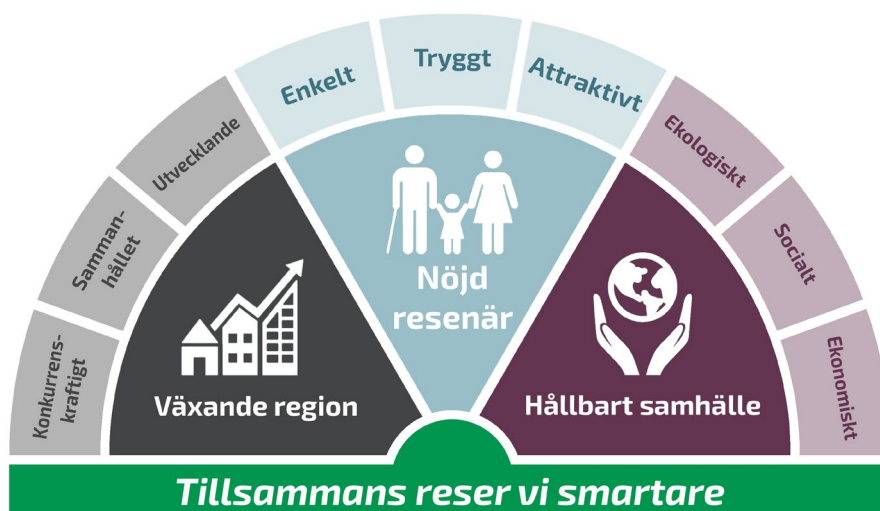 Konkurrens-
kraftigt
Samman-
hållet
Utvecklande
Enkelt
Tryggt
Attraktivt
Ekologiskt
Socialt
Ekonomiskt
Växande region
Nöjd
resenär
Hållbart samhälle
Tillsammans reser vi smartare